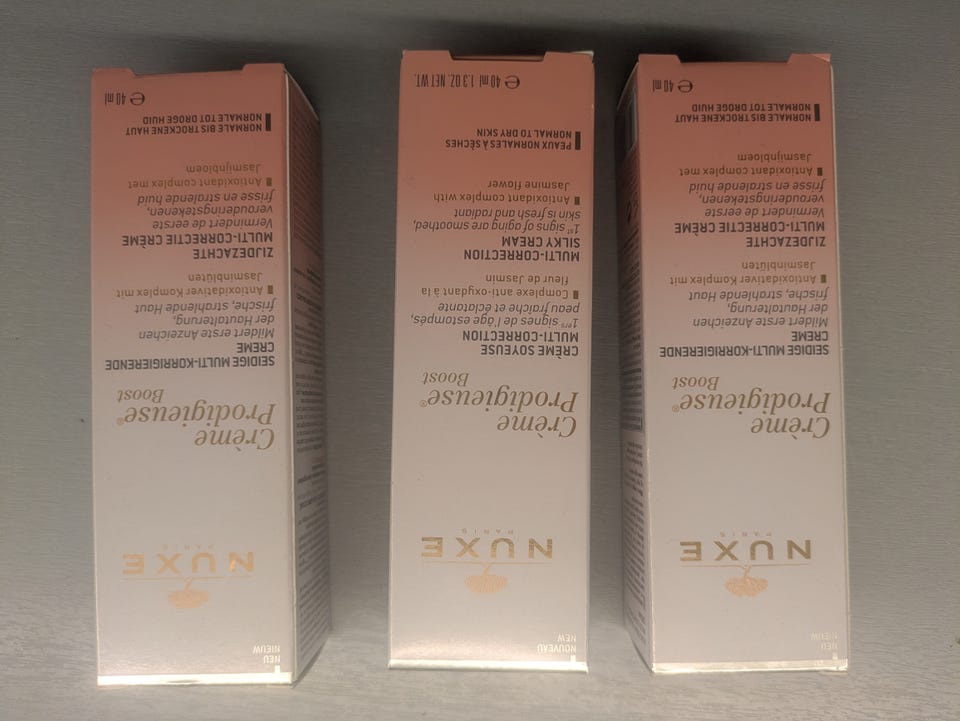 NIEUW
NUXE
PARIS
Crème
Prodigieuse®
Boost
SEIDIGE MULTI-KORRIGIERENDE
CREME
Mildert erste Anzeichen
der Hautalterung,
frische, strahlende Haut
Antioxidativer Komplex mit
Jasminblüten
ZIJDEZACHTE
MULTI-CORRECTIE CRÈME
Vermindert de eerste
verouderingstekenen,
frisse en stralende huid
Antioxidant complex met
Jasmijnbloem
NORMALE BIS TROCKENE HAUT
NORMALE TOT DROGE HUID
℮ 40 ml
NOUVEAU
NEW
NUXE
PARIS
Crème
Prodigieuse®
Boost
CRÈME SOYEUSE
MULTI-CORRECTION
1ers signes de l'âge estompés,
peau fraîche et éclatante
Complexe anti-oxydant à la
fleur de Jasmin
MULTI-CORRECTION
SILKY CREAM
1st signs of aging are smoothed,
skin is fresh and radiant
Antioxidant complex with
Jasmine flower
PEAUX NORMALES À SÈCHES
NORMAL TO DRY SKIN
℮ 40 ml 1.3 OZ. NET WT.
NEU
NIEUW
NUXE
PARIS
Crème
Prodigieuse®
Boost
SEIDIGE MULTI-KORRIGIERENDE
CREME
Mildert erste Anzeichen
der Hautalterung,
frische, strahlende Haut
Antioxidativer Komplex mit
Jasminblüten
ZIJDEZACHTE
MULTI-CORRECTIE CRÈME
Vermindert de eerste
verouderingstekenen,
frisse en stralende huid
Antioxidant complex met
Jasmijnbloem
NORMALE BIS TROCKENE HAUT
NORMALE TOT DROGE HUID
℮ 40 ml